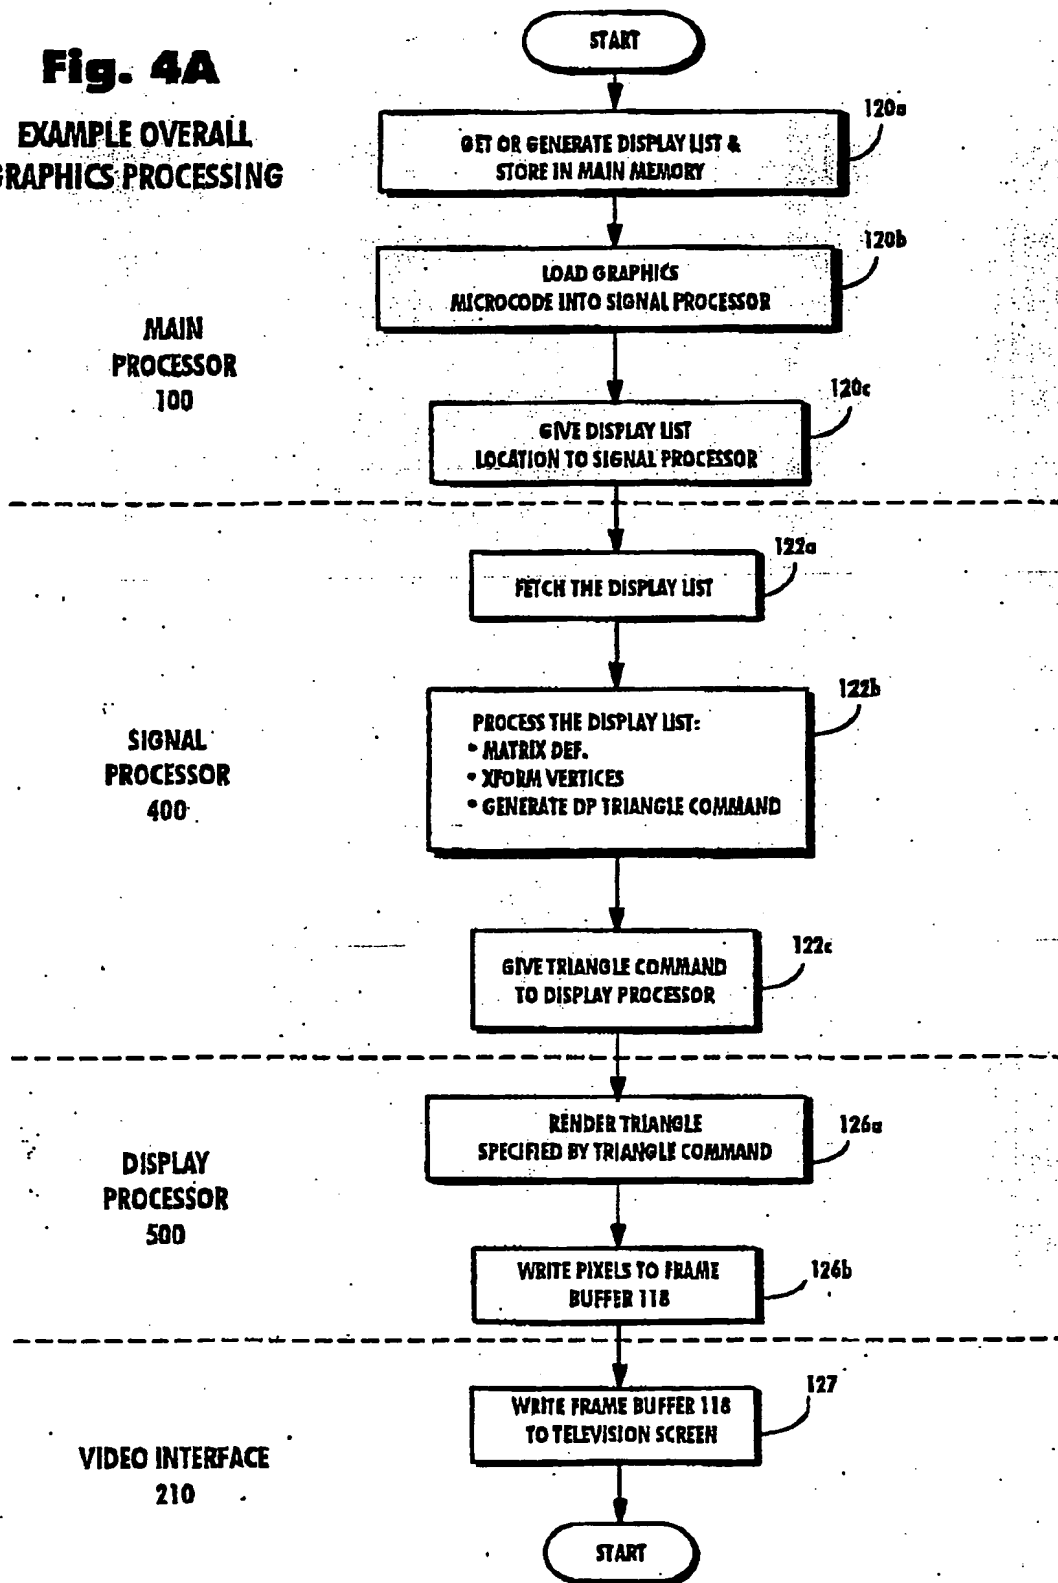 Fig. 4A
EXAMPLE OVERALL
GRAPHICS PROCESSING
START
GET OR GENERATE DISPLAY LIST &
STORE IN MAIN MEMORY
120a
LOAD GRAPHICS
MICROCODE INTO SIGNAL PROCESSOR
120b
MAIN
PROCESSOR
100
GIVE DISPLAY LIST
LOCATION TO SIGNAL PROCESSOR
120c
FETCH THE DISPLAY LIST
122a
SIGNAL
PROCESSOR
400
PROCESS THE DISPLAY LIST:
• MATRIX DEF.
• XFORM VERTICES
• GENERATE DP TRIANGLE COMMAND
122b
GIVE TRIANGLE COMMAND
TO DISPLAY PROCESSOR
122c
DISPLAY
PROCESSOR
500
RENDER TRIANGLE
SPECIFIED BY TRIANGLE COMMAND
126a
WRITE PIXELS TO FRAME
BUFFER 118
126b
VIDEO INTERFACE
210
WRITE FRAME BUFFER 118
TO TELEVISION SCREEN
127
START